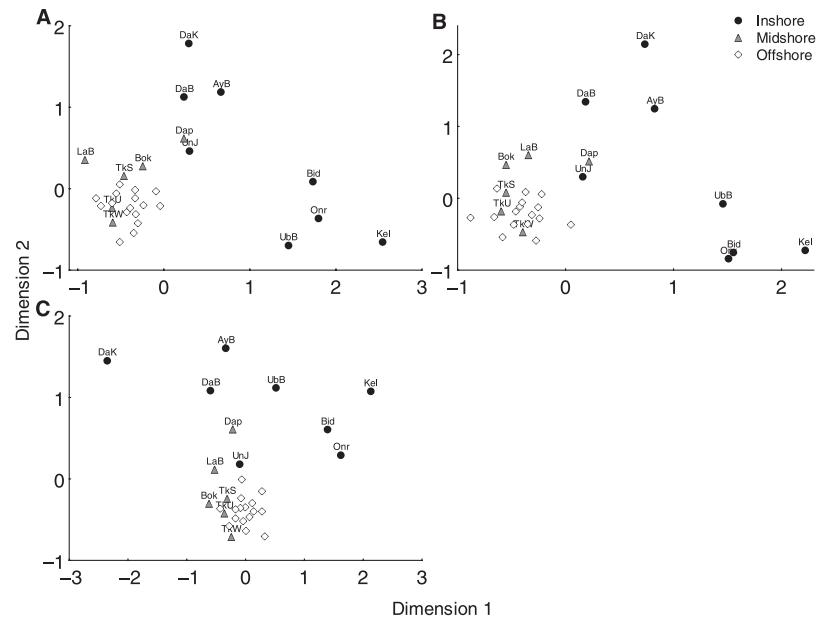 A
2
1
0
−1
−1
0
1
2
3
DaK
DaB
AyB
Dap
UnJ
LaB
Bok
TkS
TkU
TkW
Bid
Onr
UbB
Kel
B
2
1
0
−1
−1
0
1
2
DaK
DaB
AyB
LaB
Bok
Dap
UnJ
TkS
TkU
TkW
UbB
Bid
Kel
Inshore
Midshore
Offshore
Dimension 2
C
2
1
0
−1
−3
−2
−1
0
1
2
3
DaK
AyB
DaB
UbB
Kel
Dap
Bid
Onr
UnJ
LaB
Bok
TkS
TkU
TkW
Dimension 1